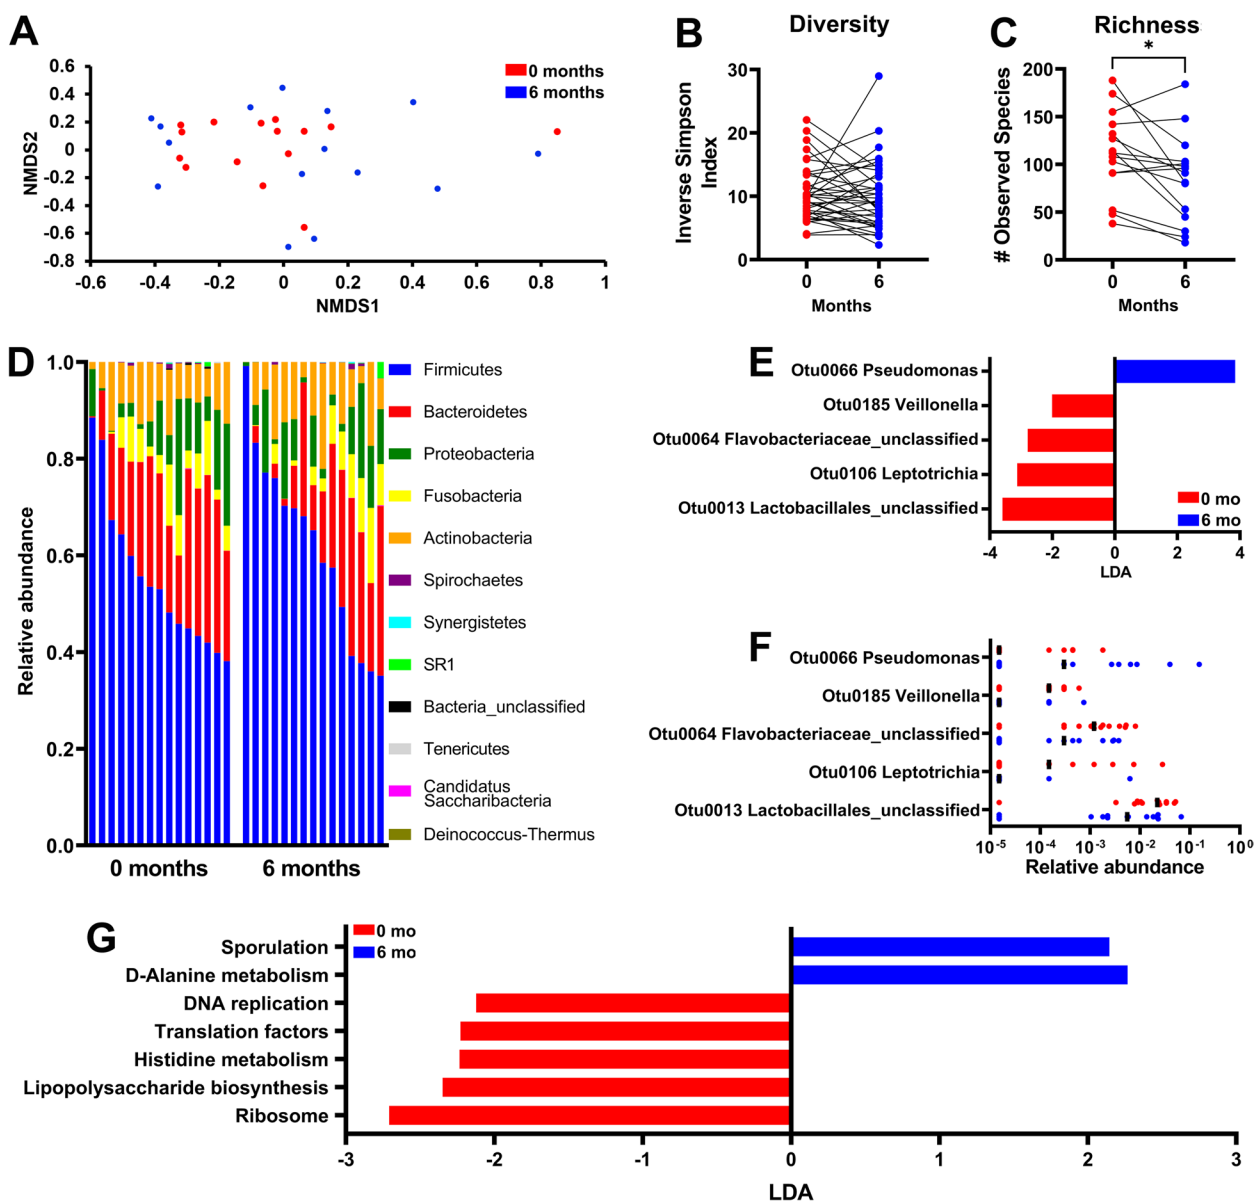 A
0.6
0.4
0.2
0
-0.2
-0.4
-0.6
-0.8
NMDS2
-0.6
-0.4
-0.2
0
0.2
0.4
0.6
0.8
1
NMDS1
0 months
6 months
B
Diversity
30
20
10
0
Inverse Simpson
Index
0
6
Months
C
Richness
*
200
150
100
50
0
# Observed Species
0
6
Months
D
1.0
0.8
0.6
0.4
0.2
0.0
Relative abundance
0 months
6 months
Firmicutes
Bacteroidetes
Proteobacteria
Fusobacteria
Actinobacteria
Spirochaetes
Synergistetes
SR1
Bacteria_unclassified
Tenericutes
Candidatus
Saccharibacteria
Deinococcus-Thermus
E
Otu0066 Pseudomonas
Otu0185 Veillonella
Otu0064 Flavobacteriaceae_unclassified
Otu0106 Leptotrichia
Otu0013 Lactobacillales_unclassified
0 mo
6 mo
-4
-2
0
2
4
LDA
F
Otu0066 Pseudomonas
Otu0185 Veillonella
Otu0064 Flavobacteriaceae_unclassified
Otu0106 Leptotrichia
Otu0013 Lactobacillales_unclassified
10⁻⁵
10⁻⁴
10⁻³
10⁻²
10⁻¹
10⁰
Relative abundance
G
0 mo
6 mo
Sporulation
D-Alanine metabolism
DNA replication
Translation factors
Histidine metabolism
Lipopolysaccharide biosynthesis
Ribosome
-3
-2
-1
0
1
2
3
LDA